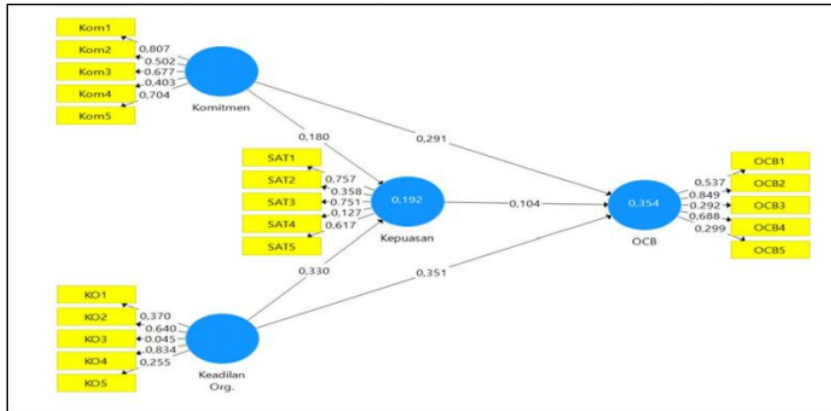 Kom1
Kom2
Kom3
Kom4
Kom5
0,807
0.502
0.677
0,403
0,704
Komitmen
0,180
0,291
SAT1
SAT2
SAT3
SAT4
SAT5
0,757
0.358
0.751
0,127
0,617
0,192
Kepuasan
0,104
0,354
OCB
0,537
0.849
0.292
0,688
0,299
OCB1
OCB2
OCB3
OCB4
OCB5
0,330
0,351
KO1
KO2
KO3
KO4
KO5
0,370
0.640
0.045
0,834
0,255
Keadilan
Org.